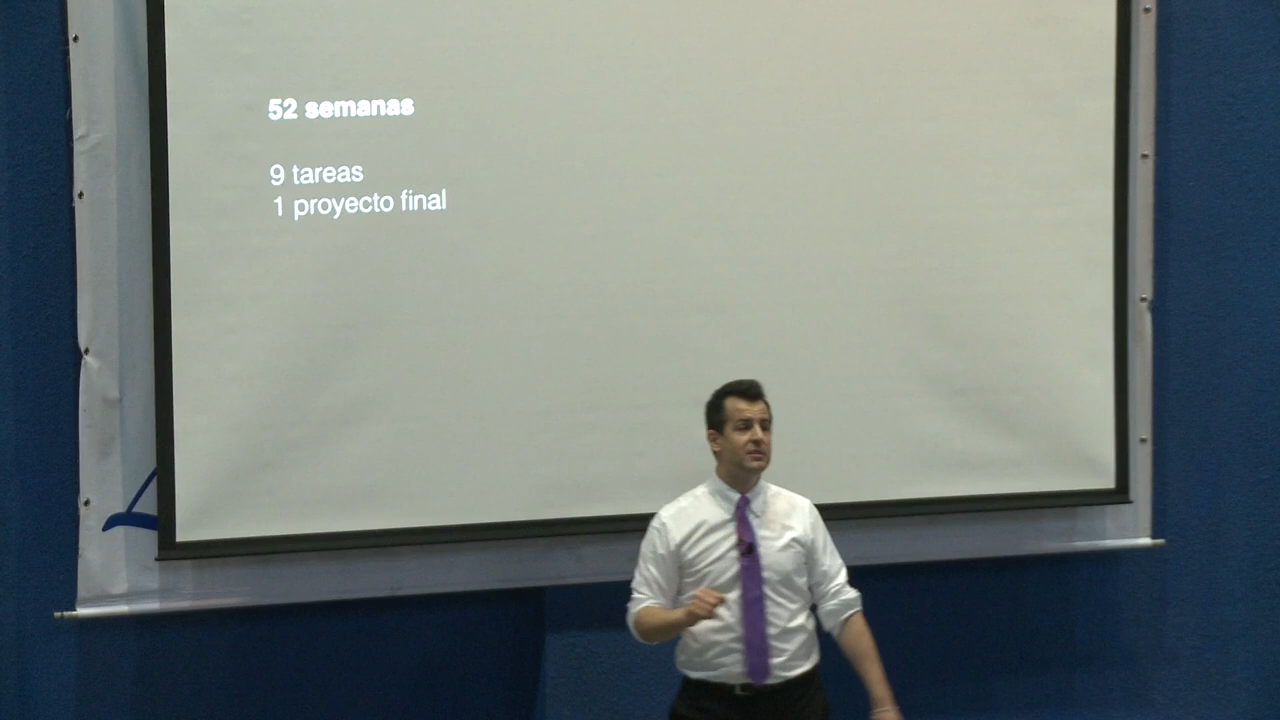 52 semanas
9 tareas
1 proyecto final